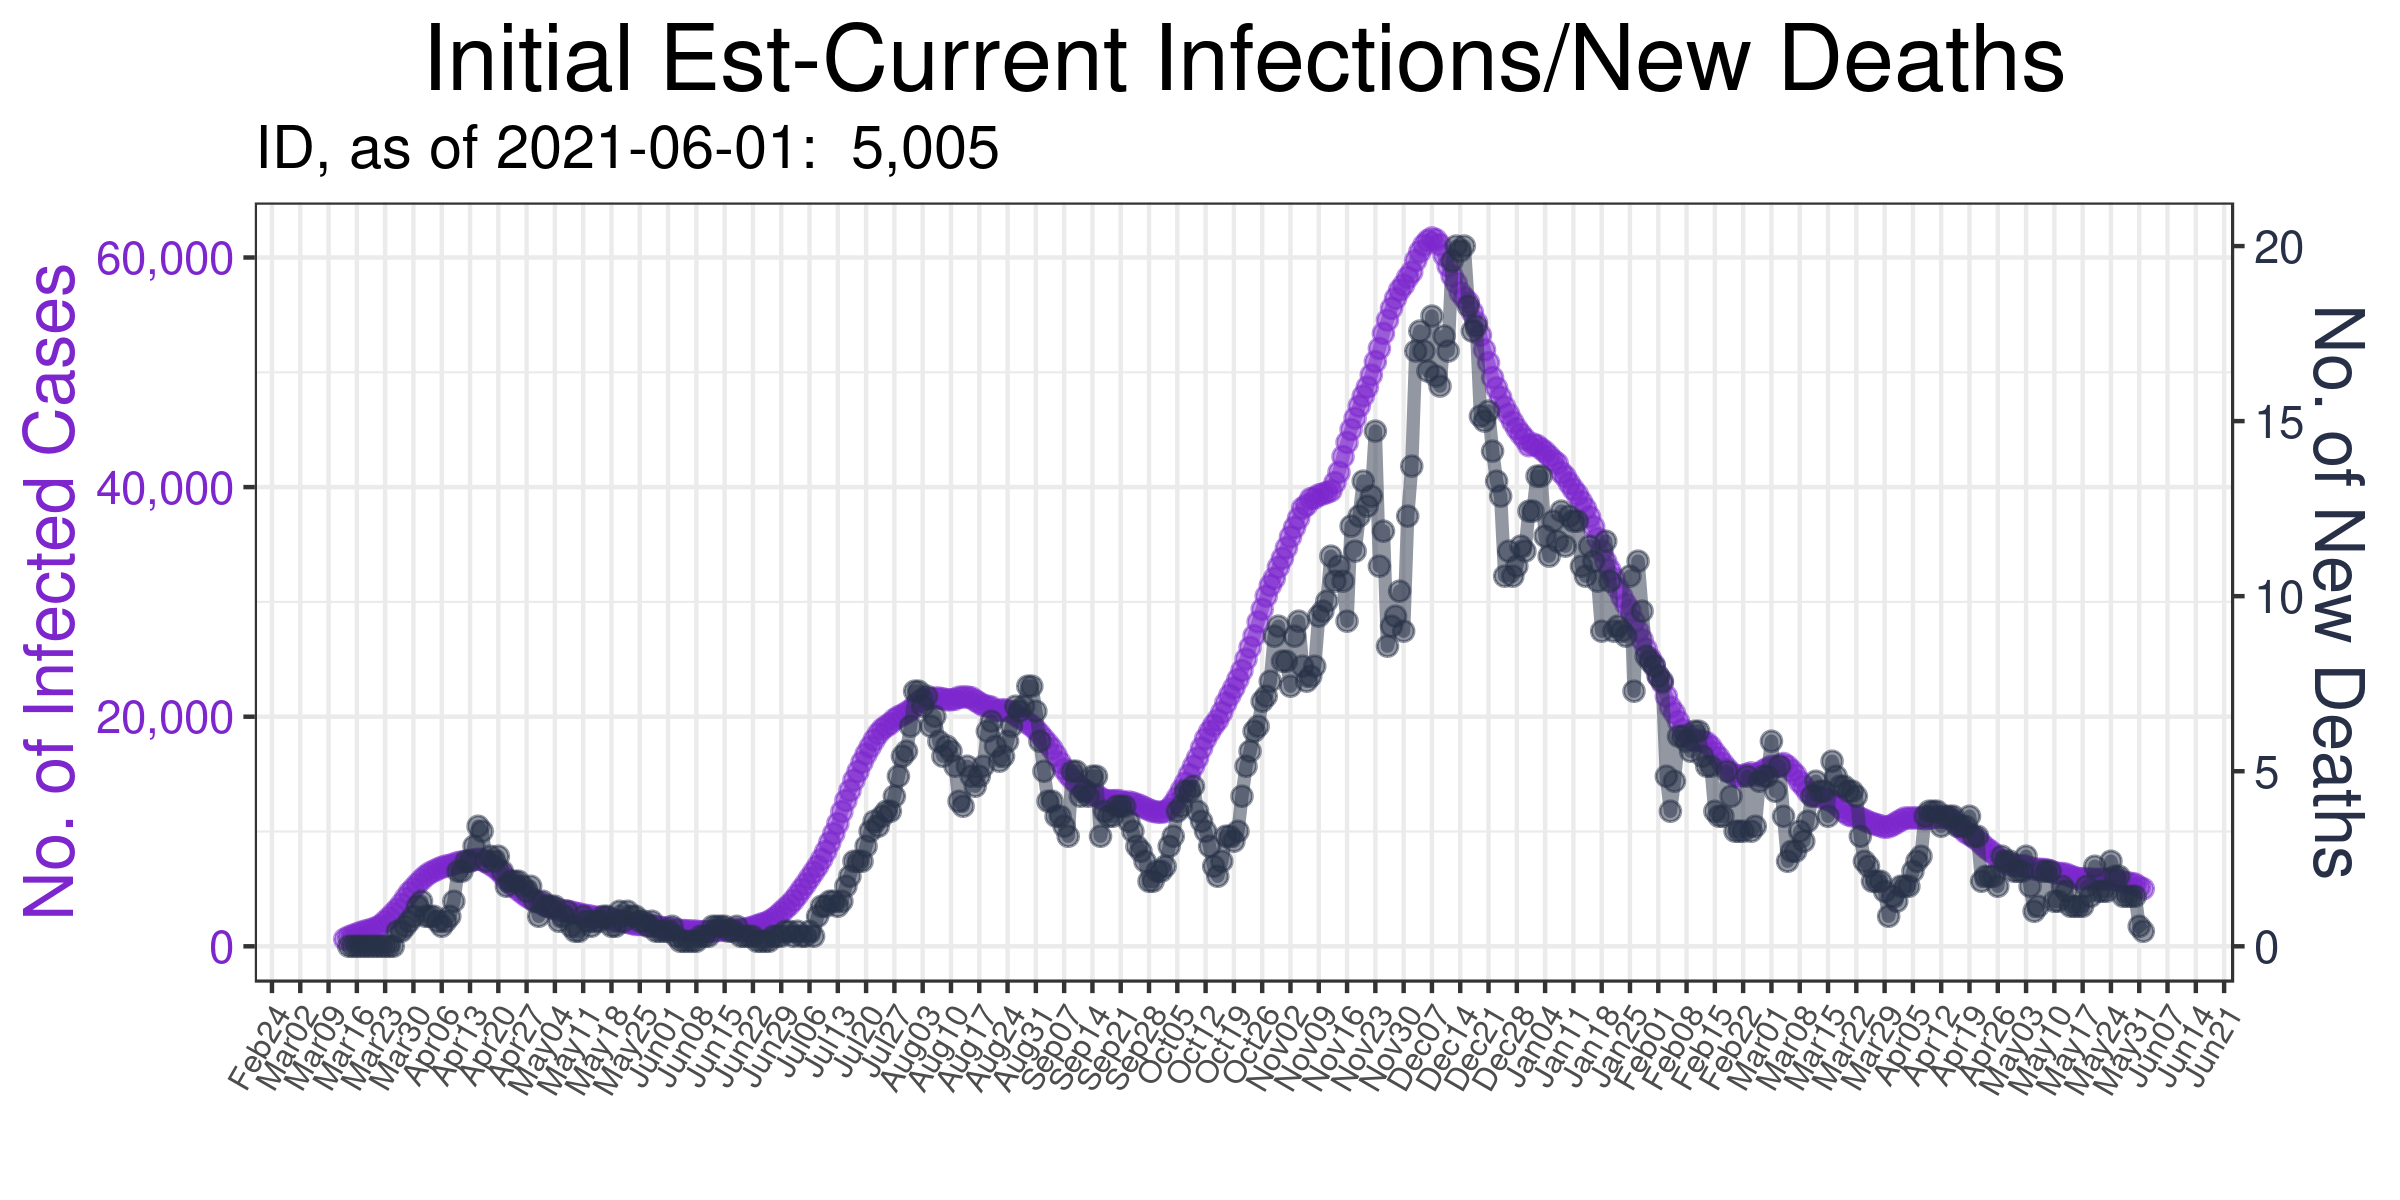 Initial Est-Current Infections/New Deaths
ID, as of 2021-06-01:  5,005
No. of Infected Cases
60,000
40,000
20,000
0
20
15
10
5
0
No. of New Deaths
Feb24 Mar02 Mar09 Mar16 Mar23 Mar30 Apr06 Apr13 Apr20 Apr27 May04 May11 May18 May25 Jun01 Jun08 Jun15 Jun22 Jun29 Jul06 Jul13 Jul20 Jul27 Aug03 Aug10 Aug17 Aug24 Aug31 Sep07 Sep14 Sep21 Sep28 Oct05 Oct12 Oct19 Oct26 Nov02 Nov09 Nov16 Nov23 Nov30 Dec07 Dec14 Dec21 Dec28 Jan04 Jan11 Jan18 Jan25 Feb01 Feb08 Feb15 Feb22 Mar01 Mar08 Mar15 Mar22 Mar29 Apr05 Apr12 Apr19 Apr26 May03 May10 May17 May24 May31 Jun07 Jun14 Jun21